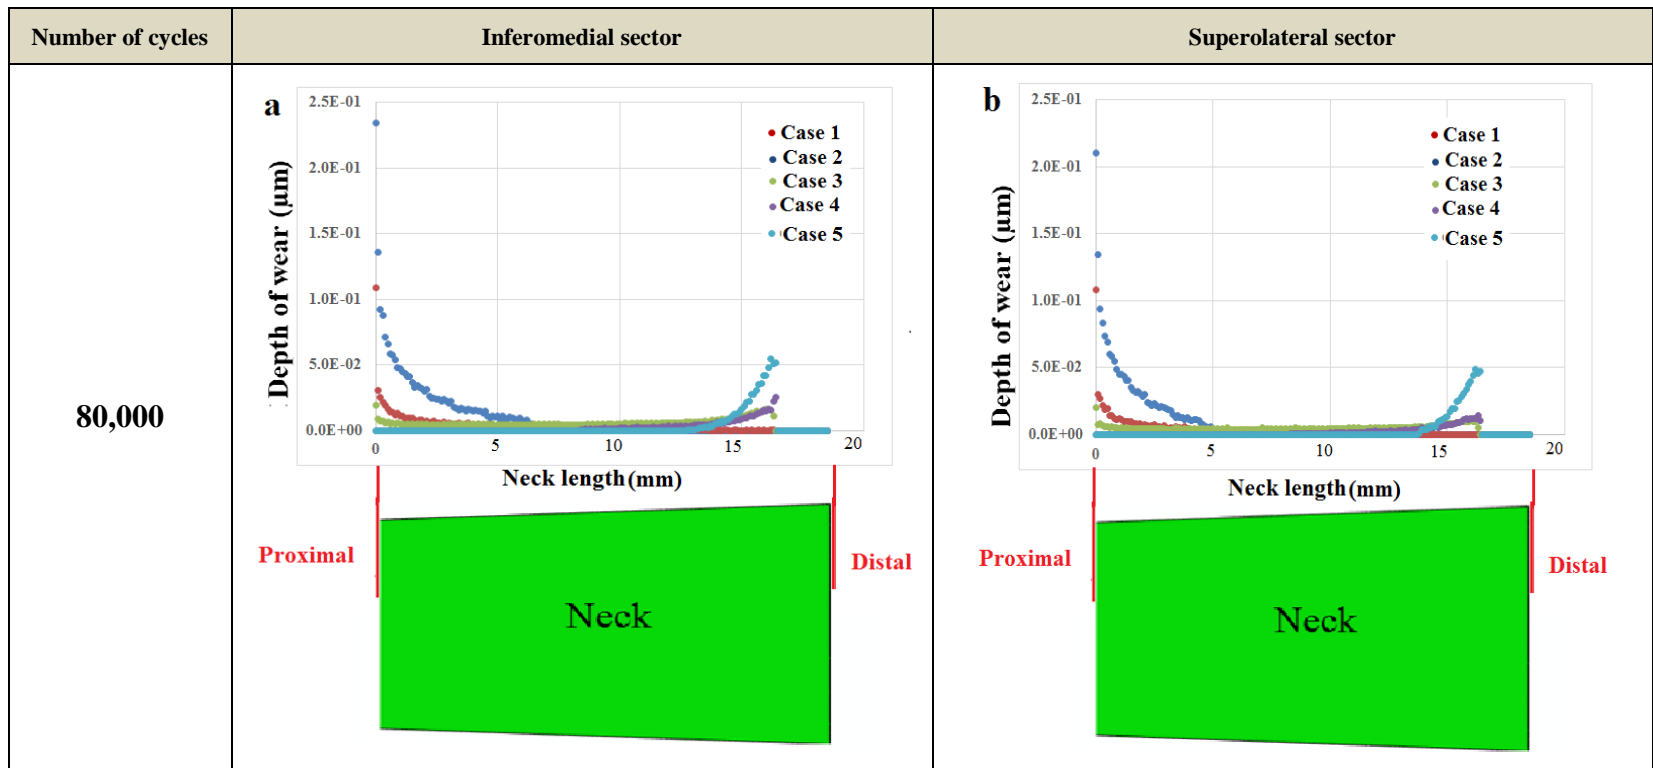 Number of cycles
Inferomedial sector
Superolateral sector
80,000
a
2.5E-01
2.0E-01
1.5E-01
1.0E-01
5.0E-02
0.0E+00
Depth of wear (µm)
Case 1
Case 2
Case 3
Case 4
Case 5
0
5
10
15
20
Neck length (mm)
Proximal
Distal
Neck
b
2.5E-01
2.0E-01
1.5E-01
1.0E-01
5.0E-02
0.0E+00
Depth of wear (µm)
Case 1
Case 2
Case 3
Case 4
Case 5
0
5
10
15
20
Neck length (mm)
Proximal
Distal
Neck